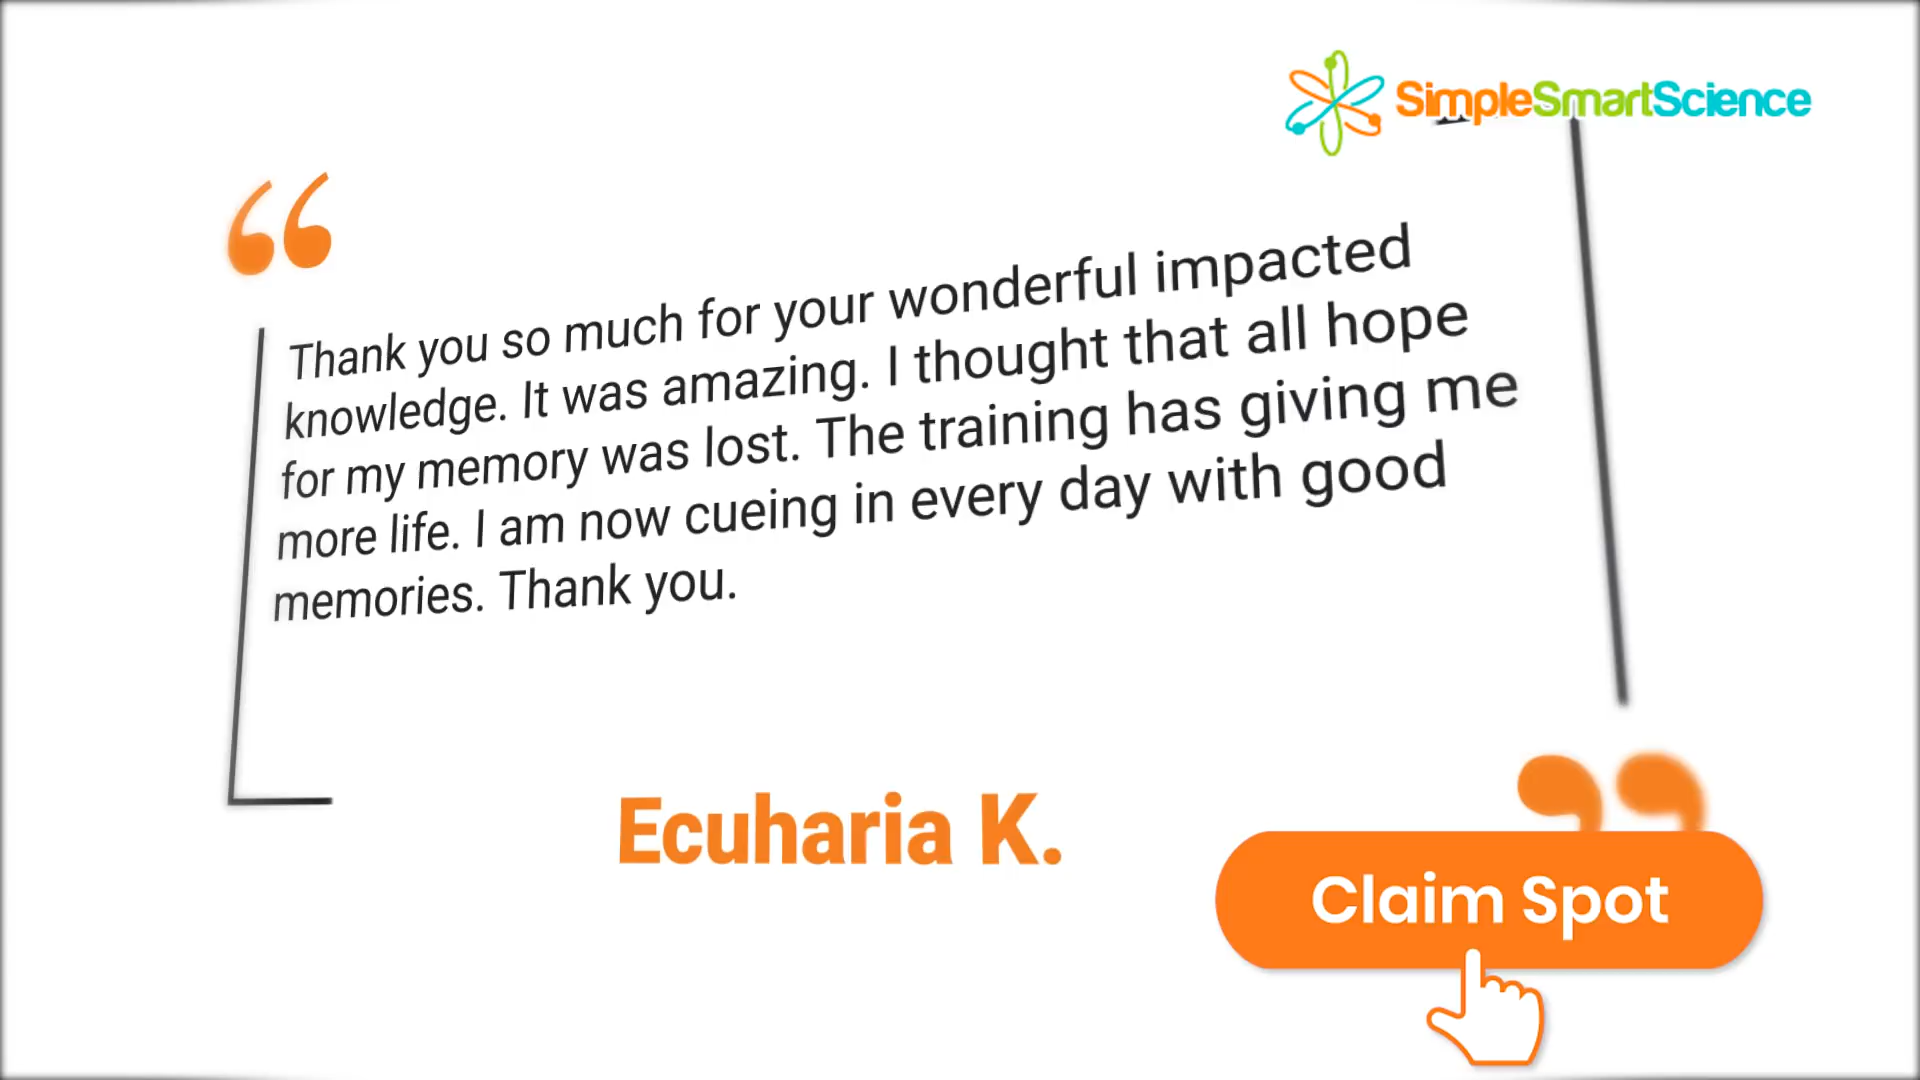 SimpleSmartScience
“
Thank you so much for your wonderful impacted
knowledge. It was amazing. I thought that all hope
for my memory was lost. The training has giving me
more life. I am now cueing in every day with good
memories. Thank you.
”
Ecuharia K.
Claim Spot